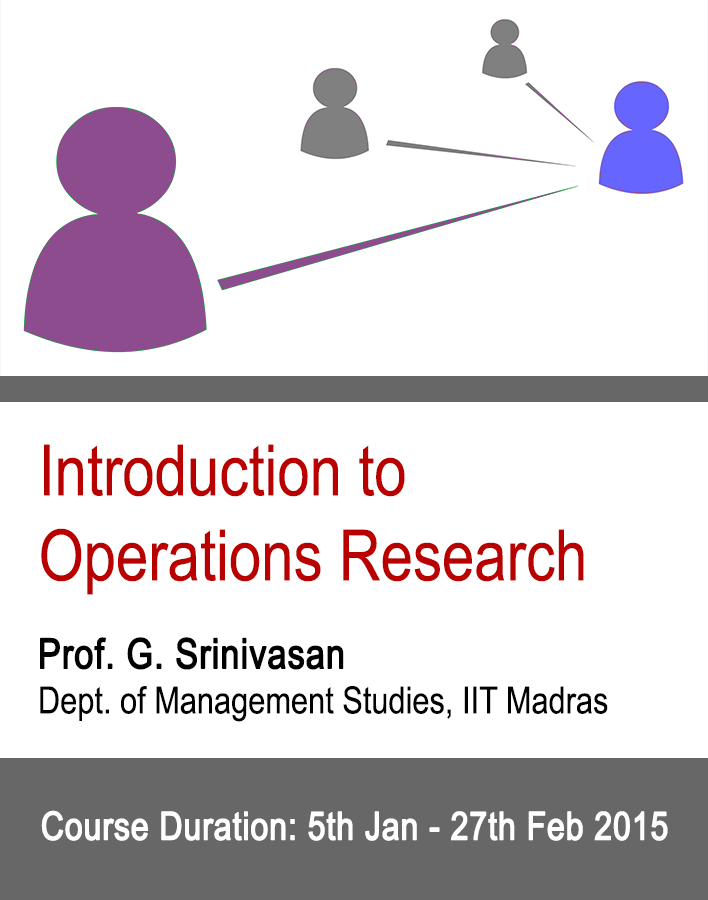 Introduction to
Operations Research
Prof. G. Srinivasan
Dept. of Management Studies, IIT Madras
Course Duration: 5th Jan - 27th Feb 2015